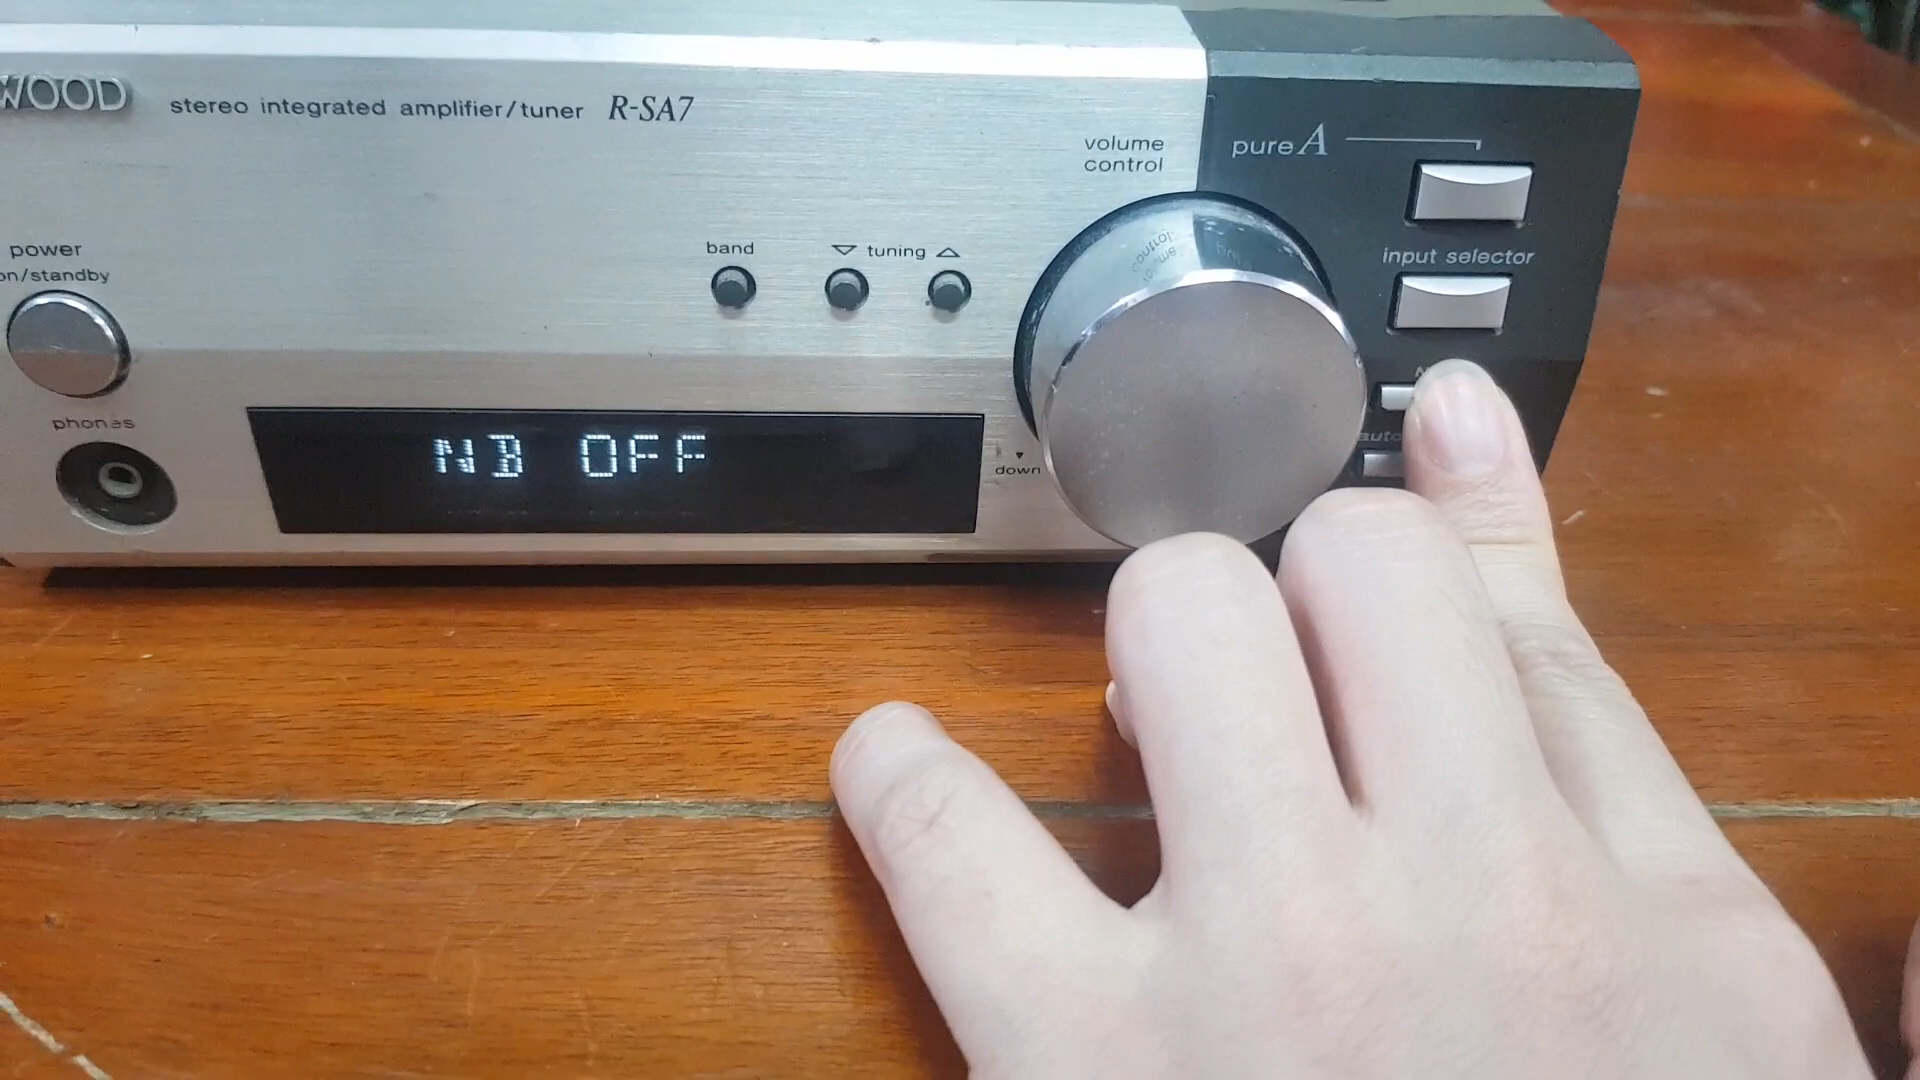 WOOD
stereo integrated amplifier/tuner R-SA7
volume
control
pure A
power
on/standby
band
tuning
input selector
phones
NB OFF
down
auto